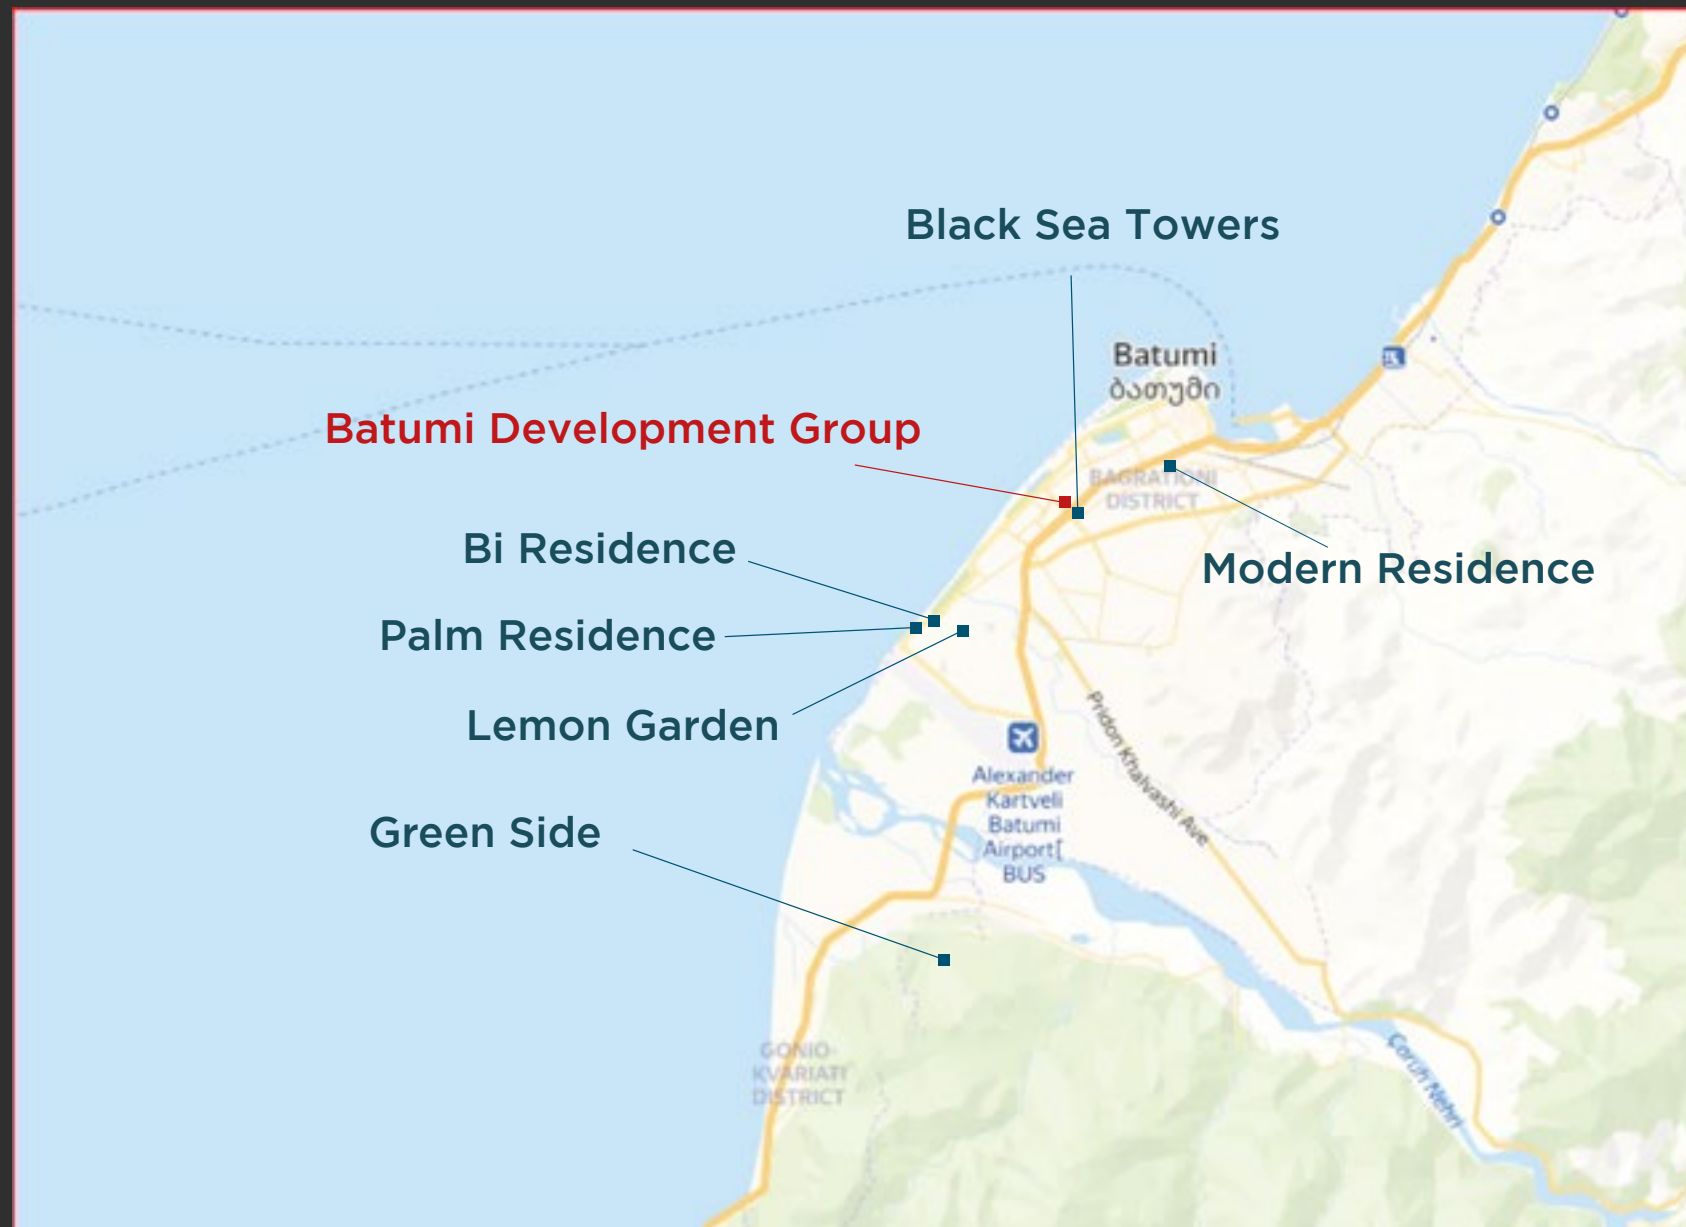 Black Sea Towers
Batumi
ბათუმი
Batumi Development Group
BAGRATIONI
DISTRICT
Bi Residence
Modern Residence
Palm Residence
Lemon Garden
Pridon Khalvashi Ave
Alexander
Kartveli
Batumi
Airport[
BUS
Green Side
GONIO-
KVARIATI
DISTRICT
Çoruh Nehri